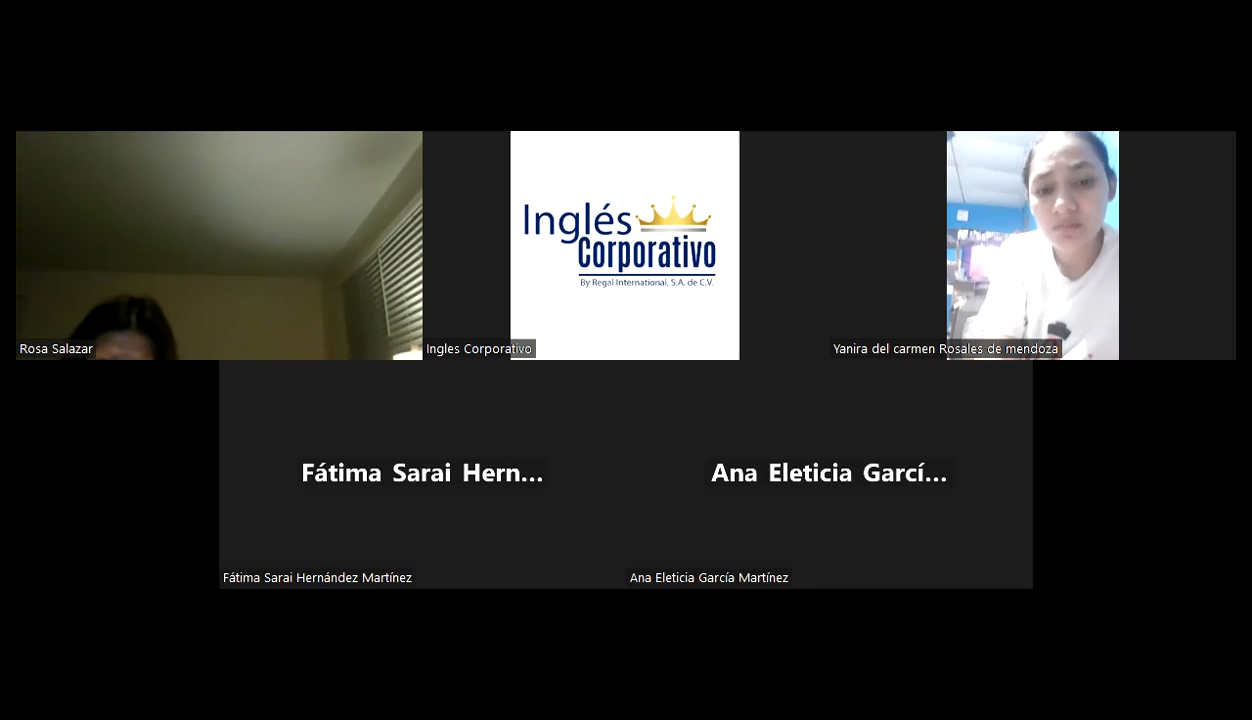 Inglés
Corporativo
By Regal International, S.A. de C.V.
Rosa Salazar
Ingles Corporativo
Yanira del carmen Rosales de mendoza
Fátima Sarai Hern...
Ana Eleticia Garcí...
Fátima Sarai Hernández Martínez
Ana Eleticia García Martínez